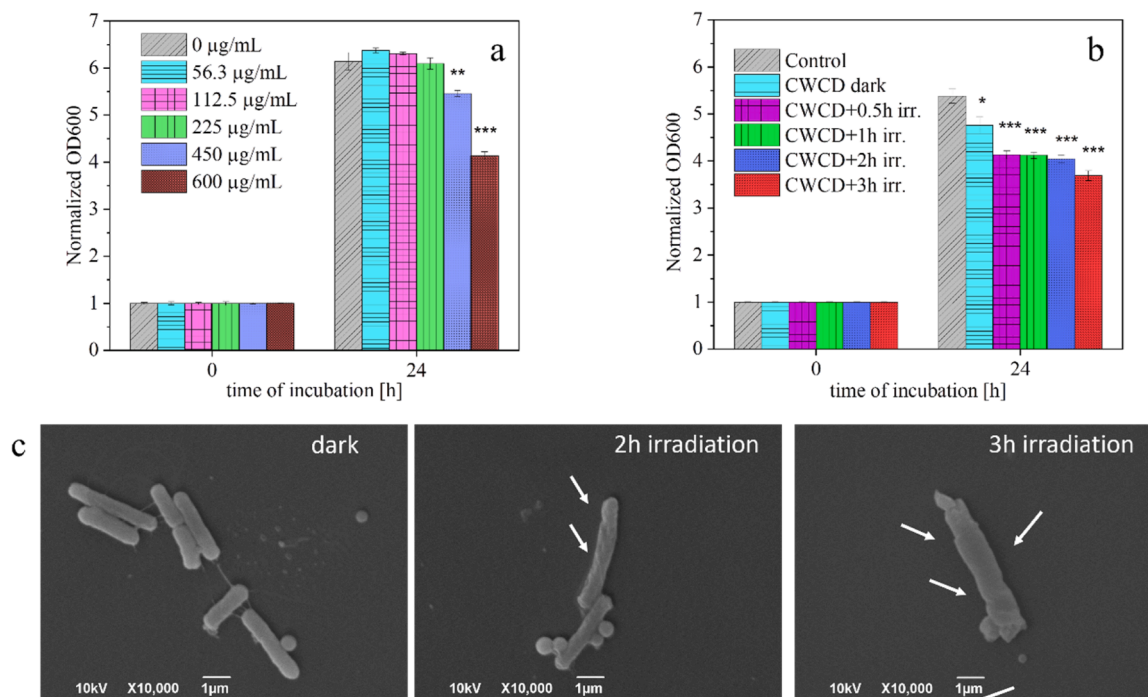 a
Normalized OD600
7
6
5
4
3
2
1
0
0 µg/mL
56.3 µg/mL
112.5 µg/mL
225 µg/mL
450 µg/mL
600 µg/mL
**
***
0
24
time of incubation [h]
b
Normalized OD600
7
6
5
4
3
2
1
0
Control
CWCD dark
CWCD+0.5h irr.
CWCD+1h irr.
CWCD+2h irr.
CWCD+3h irr.
*
***
***
***
***
0
24
time of incubation [h]
c
dark
10kV X10,000 1µm
2h irradiation
10kV X10,000 1µm
3h irradiation
10kV X10,000 1µm